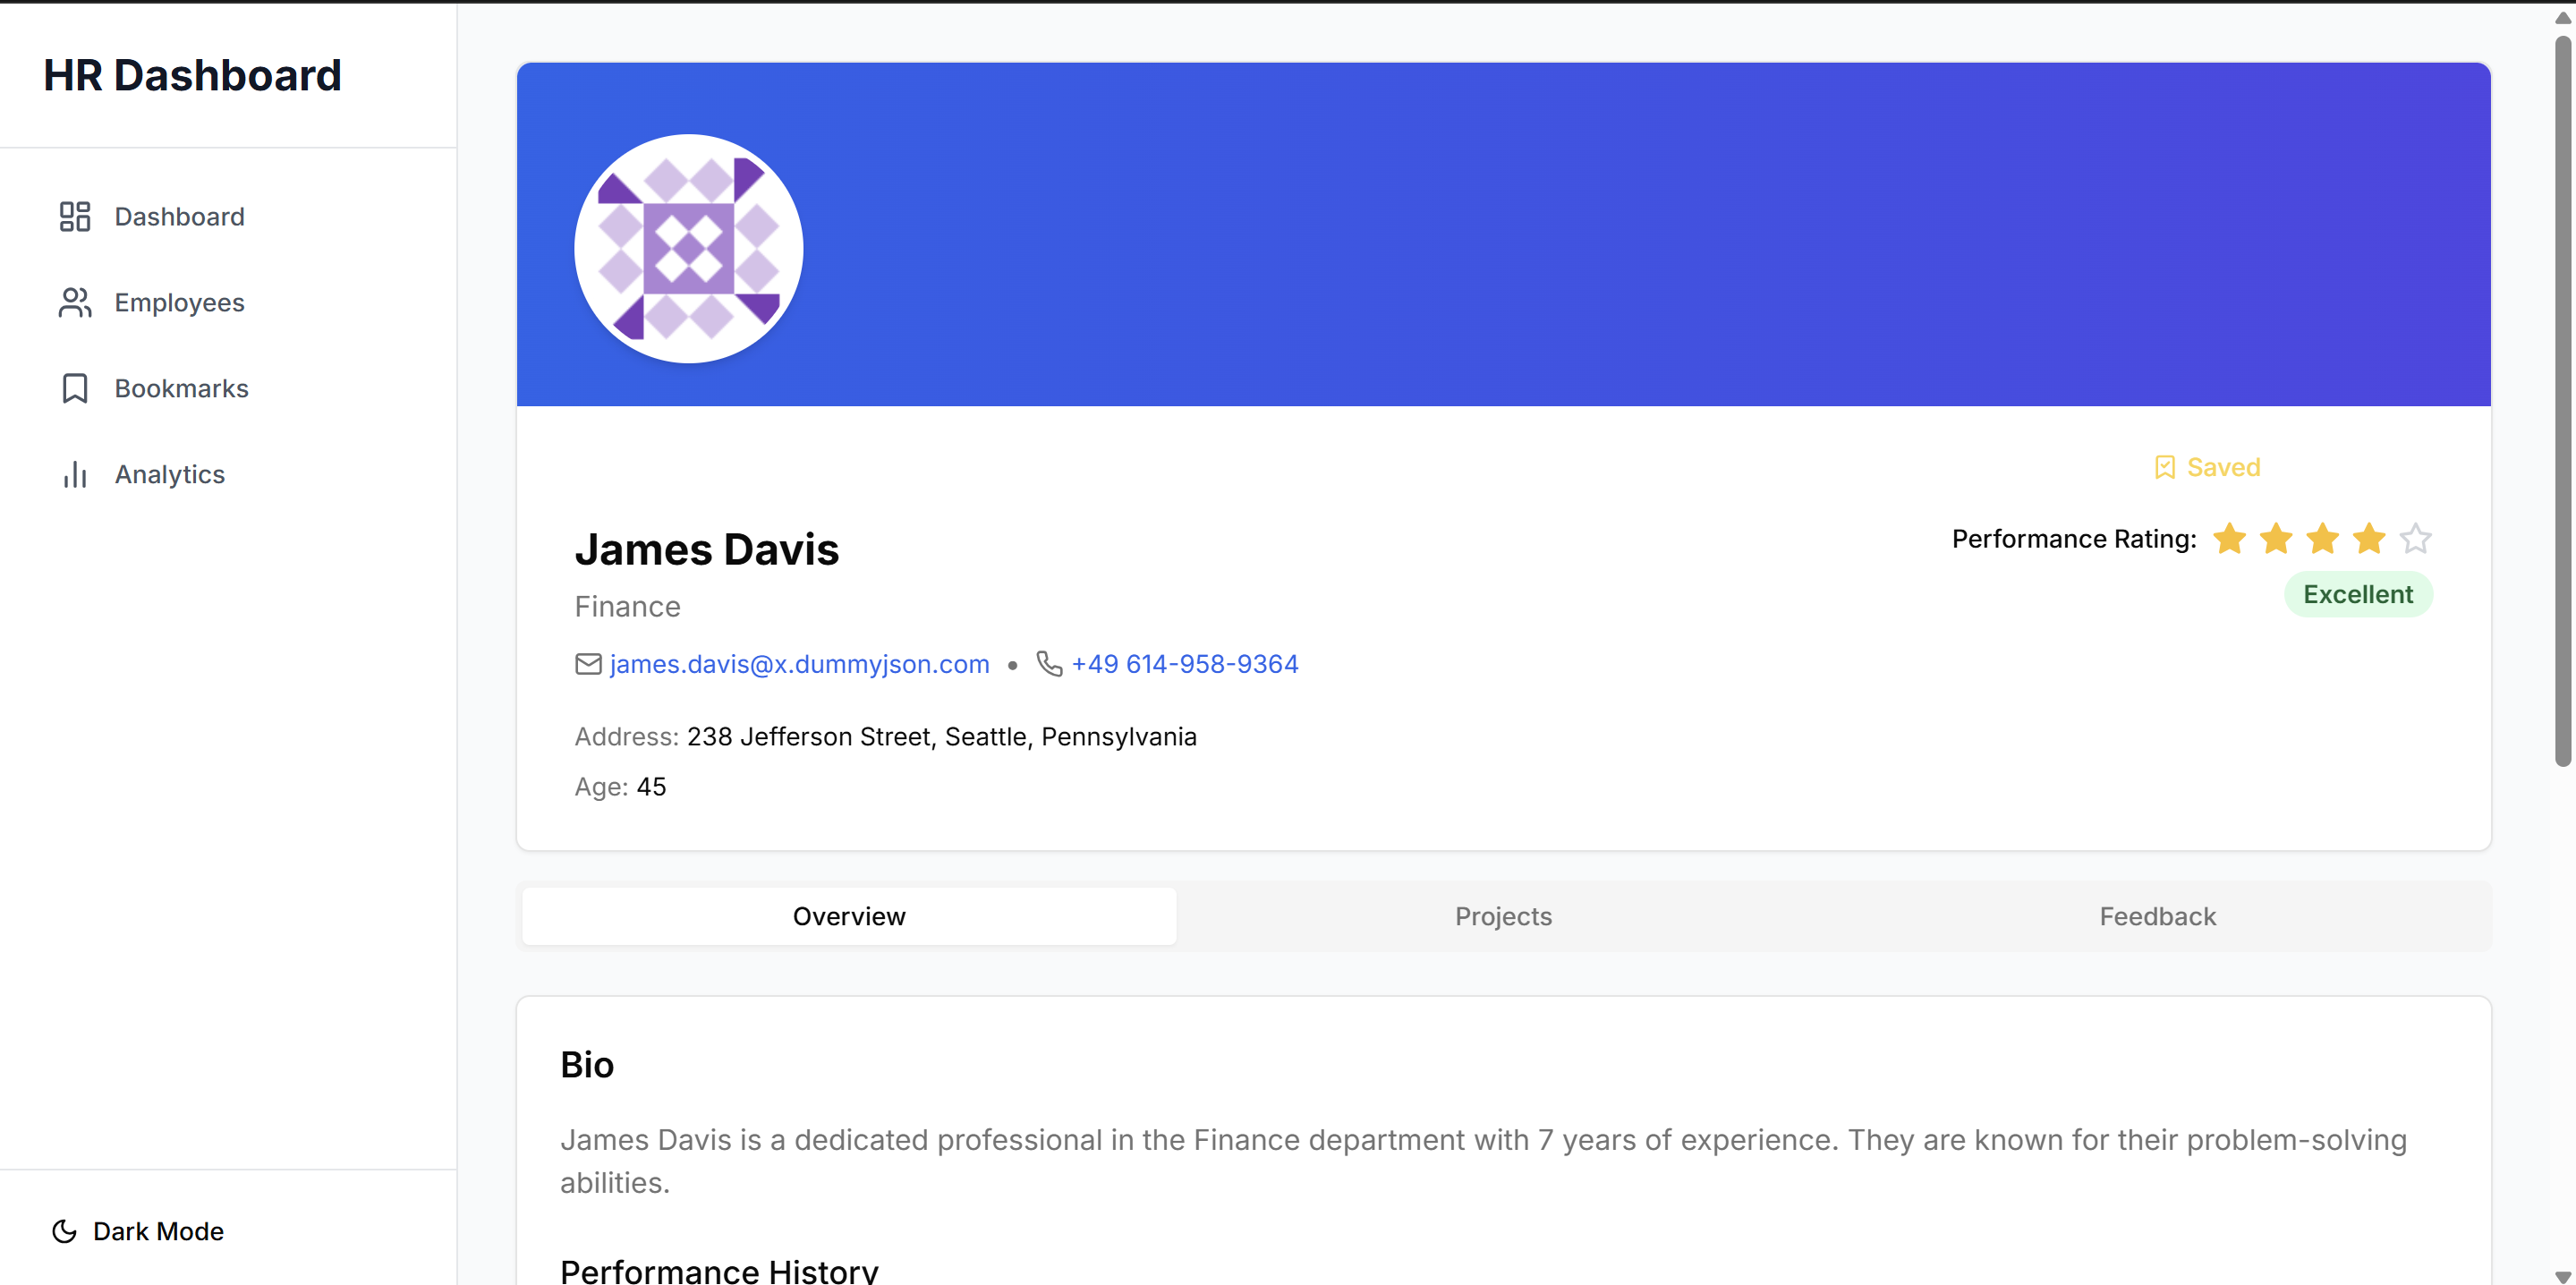 HR Dashboard
Dashboard
Employees
Bookmarks
Analytics
Dark Mode
Saved
James Davis
Performance Rating:
Finance
Excellent
james.davis@x.dummyjson.com • +49 614-958-9364
Address: 238 Jefferson Street, Seattle, Pennsylvania
Age: 45
Overview
Projects
Feedback
Bio
James Davis is a dedicated professional in the Finance department with 7 years of experience. They are known for their problem-solving
abilities.
Performance History